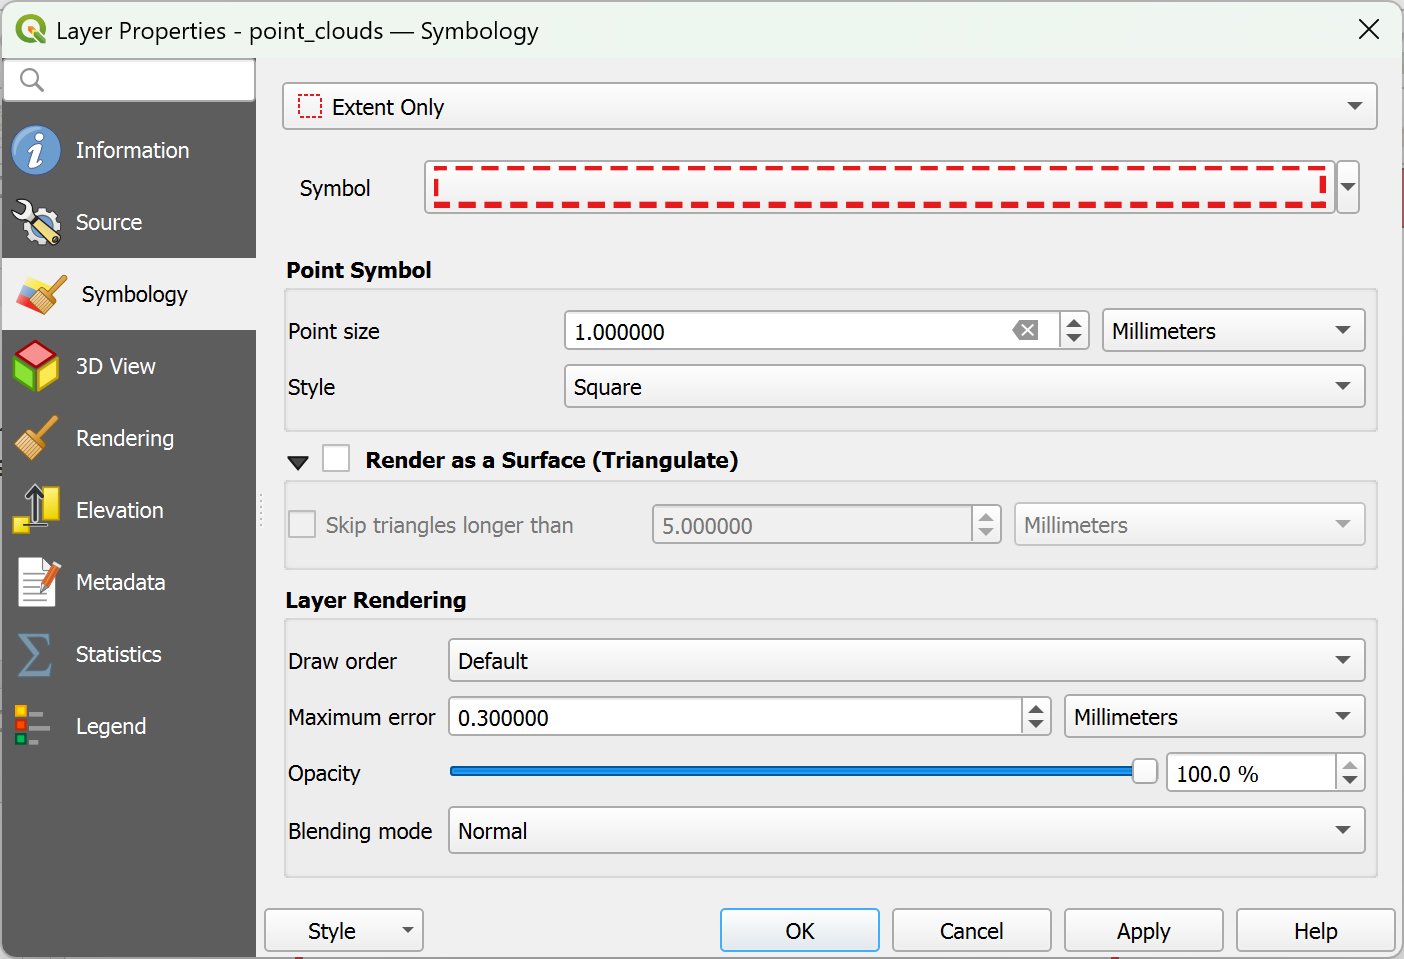 Layer Properties - point_clouds — Symbology
Information
Source
Symbology
3D View
Rendering
Elevation
Metadata
Statistics
Legend
Extent Only
Symbol
Point Symbol
Point size 1.000000 Millimeters
Style Square
Render as a Surface (Triangulate)
Skip triangles longer than 5.000000 Millimeters
Layer Rendering
Draw order Default
Maximum error 0.300000 Millimeters
Opacity 100.0 %
Blending mode Normal
Style OK Cancel Apply Help